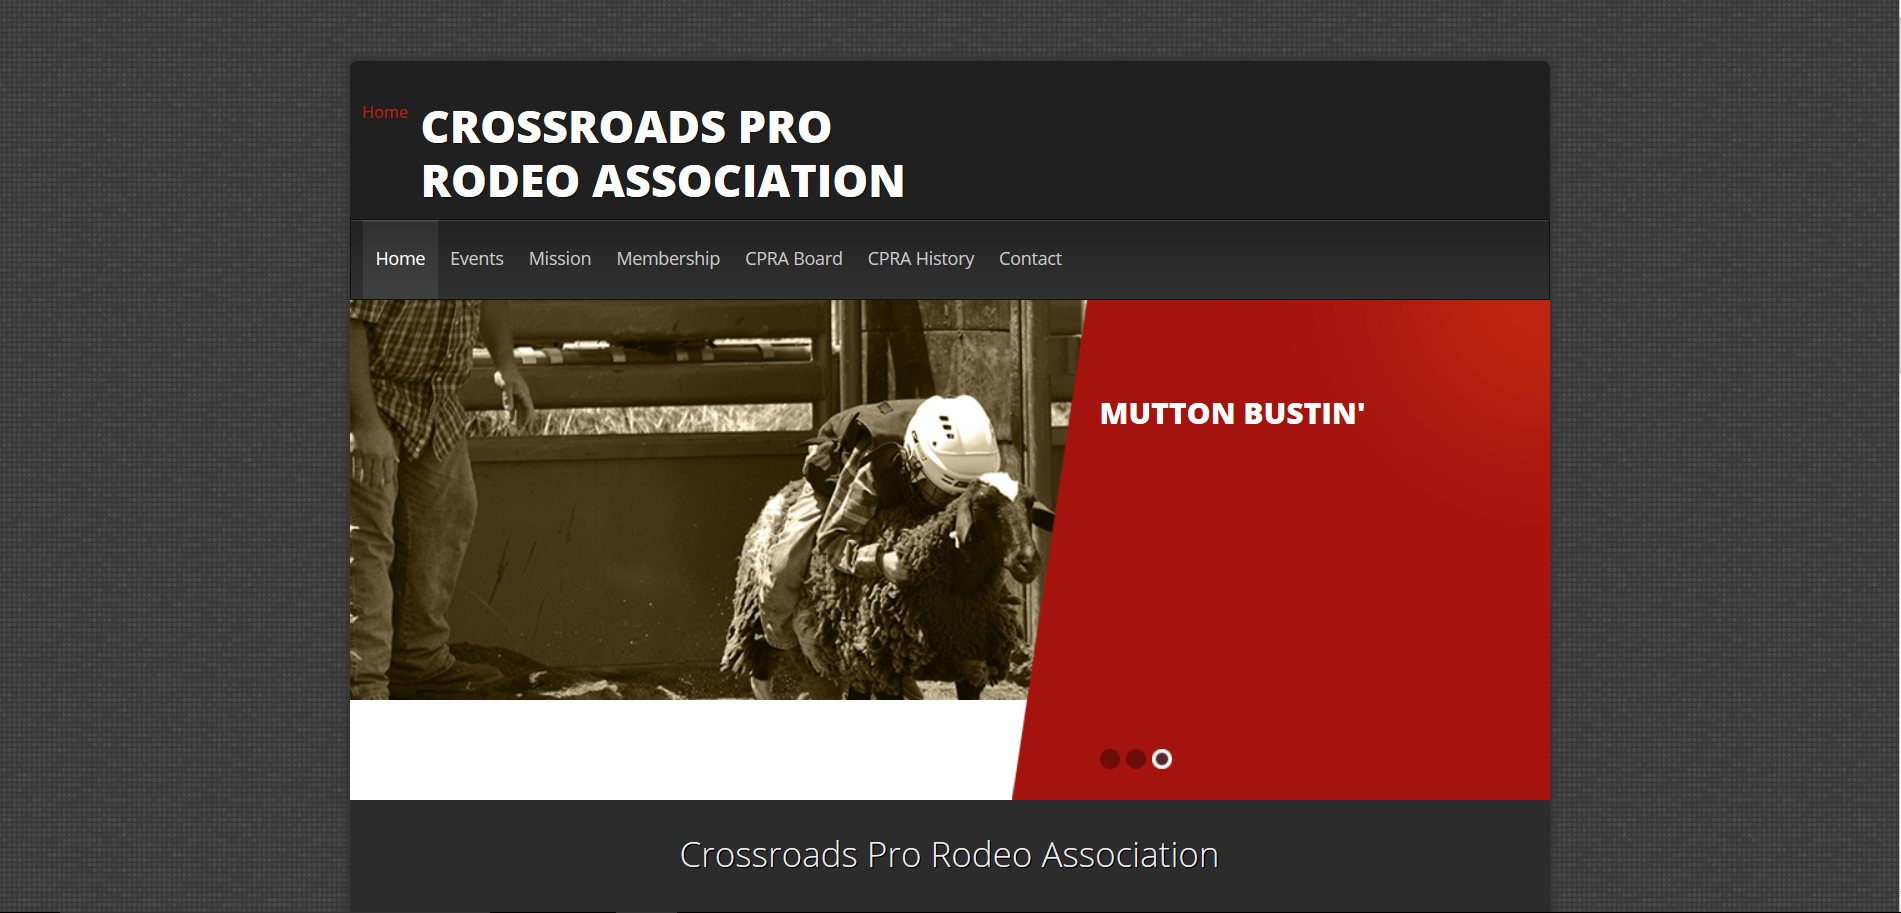 Home
CROSSROADS PRO
RODEO ASSOCIATION
Home Events Mission Membership CPRA Board CPRA History Contact
MUTTON BUSTIN'
Crossroads Pro Rodeo Association